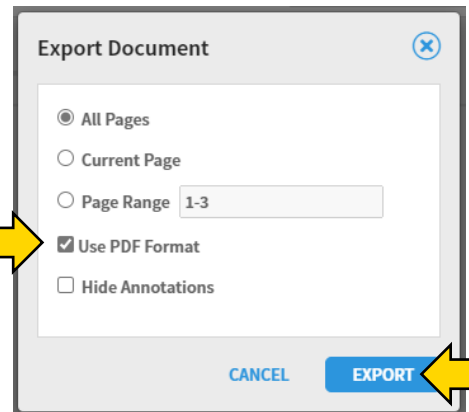 Export Document
All Pages
Current Page
Page Range 1-3
Use PDF Format
Hide Annotations
CANCEL EXPORT